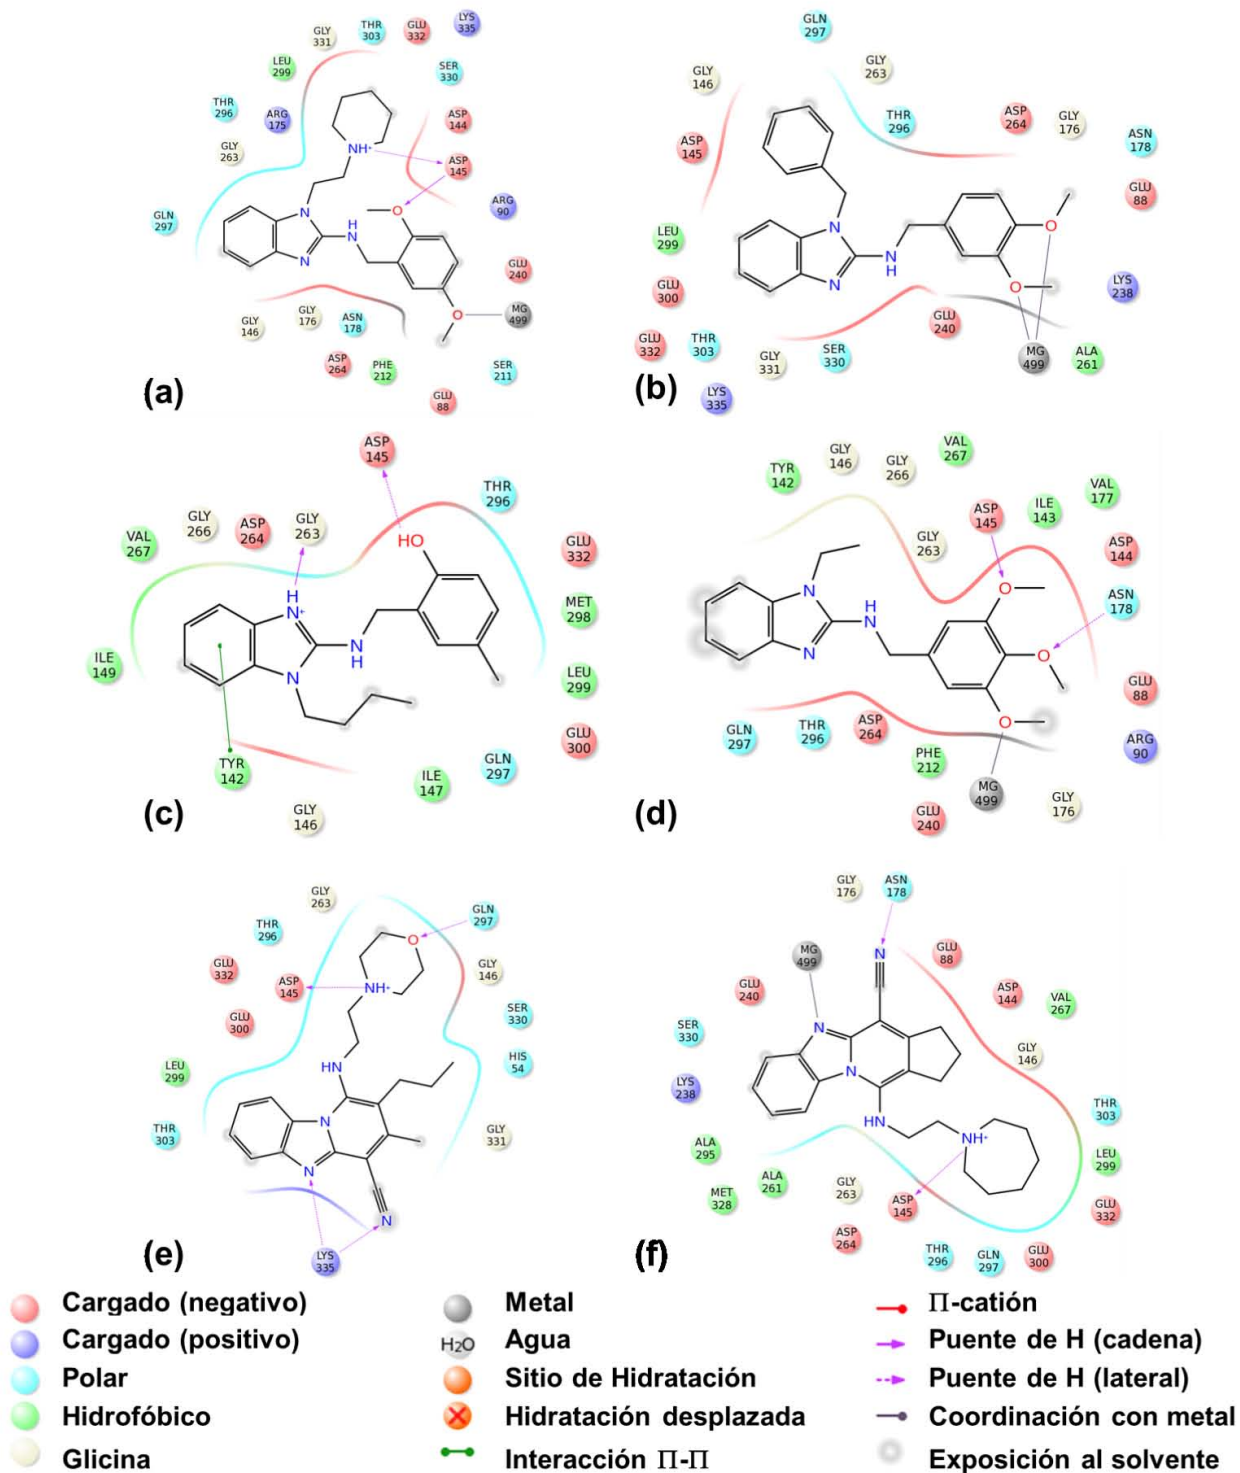 GLY 331
THR 303
GLU 332
LYS 335
LEU 299
SER 330
THR 296
ARG 175
ASP 144
GLY 263
NH+
ASP 145
GLN 297
N
H
N
O
ARG 90
N
GLU 240
GLY 146
GLY 176
ASN 178
O
MG 499
ASP 264
PHE 212
SER 211
GLU 88
(a)
GLN 297
GLY 146
GLY 263
THR 296
ASP 264
GLY 176
ASN 178
ASP 145
GLU 88
LEU 299
N
O
NH
N
O
GLU 300
LYS 238
GLU 240
GLU 332
THR 303
GLY 331
SER 330
MG 499
ALA 261
LYS 335
(b)
ASP 145
THR 296
VAL 267
GLY 266
ASP 264
GLY 263
HO
GLU 332
H
N+
MET 298
ILE 149
N
H
N
LEU 299
GLU 300
TYR 142
ILE 147
GLN 297
GLY 146
(c)
TYR 142
GLY 146
GLY 266
VAL 267
VAL 177
ASP 145
ILE 143
GLY 263
ASP 144
N
O
ASN 178
H
N
N
O
GLU 88
O
GLN 297
THR 296
ASP 264
PHE 212
ARG 90
MG 499
GLY 176
GLU 240
(d)
GLY 263
THR 296
GLN 297
O
GLU 332
ASP 145
NH+
GLY 146
GLU 300
SER 330
LEU 299
HN
HIS 54
THR 303
N
GLY 331
N
N
LYS 335
(e)
GLY 176
ASN 178
MG 499
N
GLU 88
GLU 240
ASP 144
VAL 267
SER 330
N
GLY 146
LYS 238
N
THR 303
HN
NH+
ALA 295
LEU 299
MET 328
ALA 261
GLY 263
ASP 145
GLU 332
ASP 264
THR 296
GLN 297
GLU 300
(f)
Cargado (negativo)
Cargado (positivo)
Polar
Hidrofóbico
Glicina
Metal
H₂O Agua
Sitio de Hidratación
Hidratación desplazada
Interacción Π-Π
Π-catión
Puente de H (cadena)
Puente de H (lateral)
Coordinación con metal
Exposición al solvente